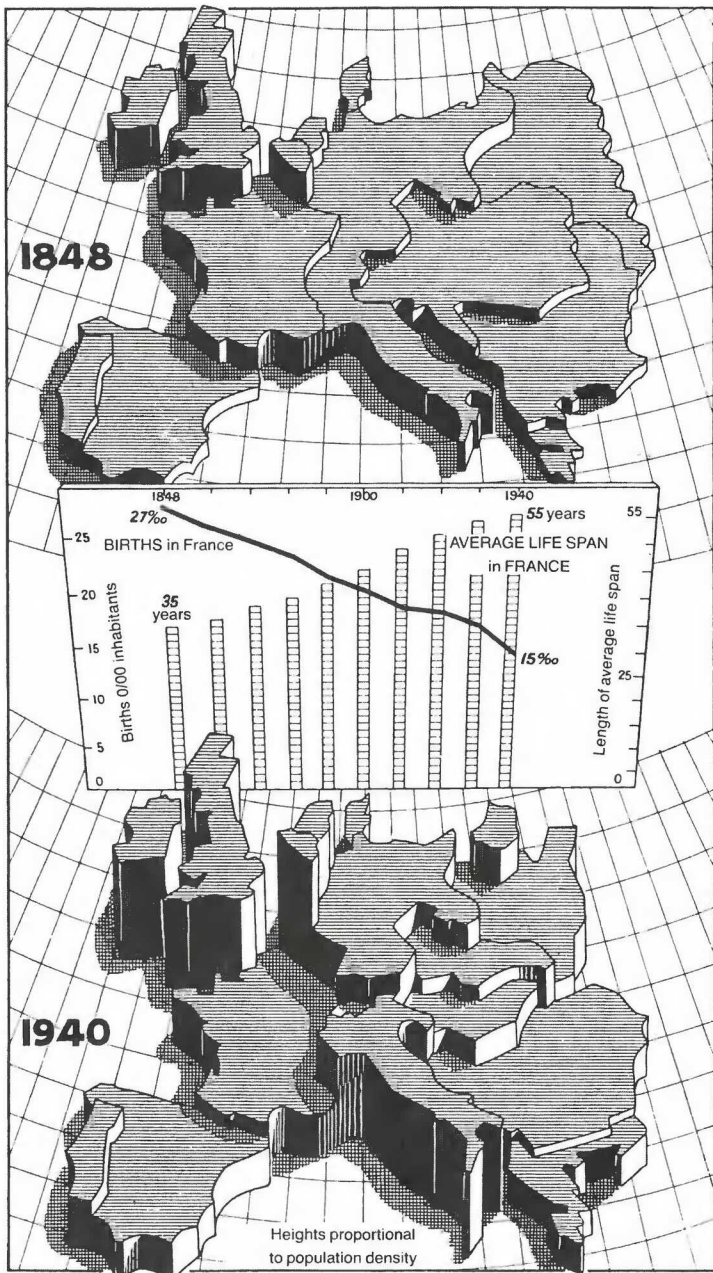 1848
1848
1900
1940
27‰
BIRTHS in France
55 years
AVERAGE LIFE SPAN
in FRANCE
35
years
15‰
Births 0/00 inhabitants
25
20
15
10
5
0
Length of average life span
55
25
0
1940
Heights proportional
to population density